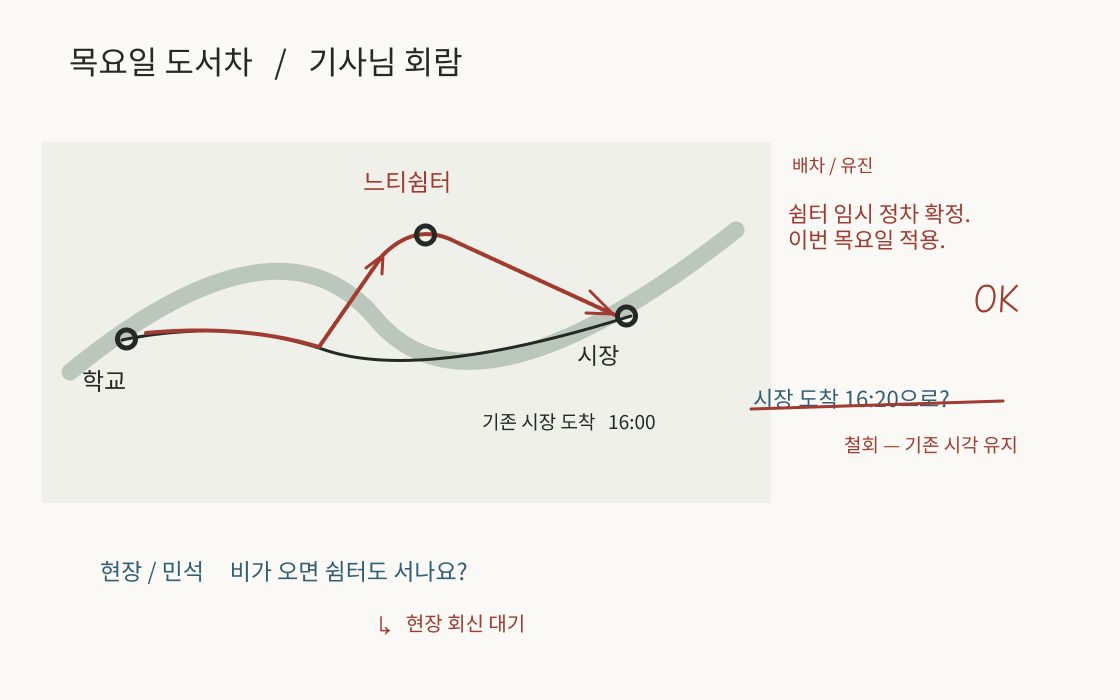 목요일 도서차 / 기사님 회람
배차 / 유진
느티쉼터
쉼터 임시 정차 확정.
이번 목요일 적용.
OK
시장
학교
시장 도착 16:20으로?
기존 시장 도착 16:00
철회 — 기존 시각 유지
현장 / 민석 비가 오면 쉼터도 서나요?
↳ 현장 회신 대기